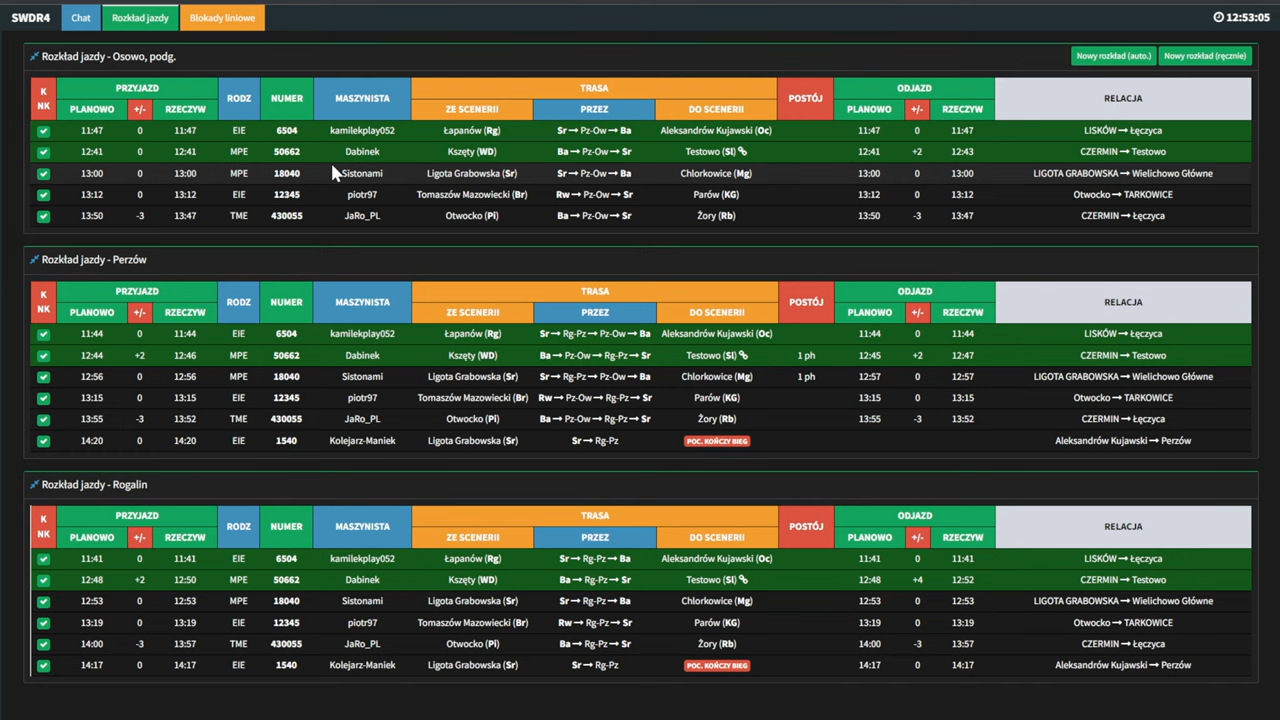 SWDR4 Chat Rozkład jazdy Blokady liniowe 12:53:05
Rozkład jazdy - Osowo, podg. Nowy rozkład (auto.) Nowy rozkład (ręcznie)
K NK PRZYJAZD RODZ NUMER MASZYNISTA TRASA POSTÓJ ODJAZD RELACJA
PLANOWO +/- RZECZYW ZE SCENERII PRZEZ DO SCENERII PLANOWO +/- RZECZYW
11:47 0 11:47 EIE 6504 kamilekplay052 Łapanów (Rg) Sr → Pz-Ow → Ba Aleksandrów Kujawski (Oc) 11:47 0 11:47 LISKÓW → Łęczyca
12:41 0 12:41 MPE 50662 Dabinek Kszęty (WD) Ba → Pz-Ow → Sr Testowo (Sl) 12:41 +2 12:43 CZERMIN → Testowo
13:00 0 13:00 MPE 18040 Sistonami Ligota Grabowska (Sr) Sr → Pz-Ow → Ba Chlorkowice (Mg) 13:00 0 13:00 LIGOTA GRABOWSKA → Wielichowo Główne
13:12 0 13:12 MPE 12345 piotr97 Tomaszów Mazowiecki (Br) Rw → Pz-Ow → Sr Parów (KG) 13:12 0 13:12 Otwocko → TARKOWICE
13:50 -3 13:47 TME 430055 JaRo_PL Otwocko (Pi) Ba → Pz-Ow → Sr Żory (Rb) 13:50 -3 13:47 CZERMIN → Łęczyca
Rozkład jazdy - Perzów
K NK PRZYJAZD RODZ NUMER MASZYNISTA TRASA POSTÓJ ODJAZD RELACJA
PLANOWO +/- RZECZYW ZE SCENERII PRZEZ DO SCENERII PLANOWO +/- RZECZYW
11:44 0 11:44 EIE 6504 kamilekplay052 Łapanów (Rg) Sr → Rg-Pz → Pz-Ow → Ba Aleksandrów Kujawski (Oc) 11:44 0 11:44 LISKÓW → Łęczyca
12:44 +2 12:46 MPE 50662 Dabinek Kszęty (WD) Ba → Pz-Ow → Rg-Pz → Sr Testowo (Sl) 1 ph 12:45 +2 12:47 CZERMIN → Testowo
12:56 0 12:56 MPE 18040 Sistonami Ligota Grabowska (Sr) Sr → Rg-Pz → Pz-Ow → Ba Chlorkowice (Mg) 1 ph 12:57 0 12:57 LIGOTA GRABOWSKA → Wielichowo Główne
13:15 0 13:15 MPE 12345 piotr97 Tomaszów Mazowiecki (Br) Rw → Pz-Ow → Rg-Pz → Sr Parów (KG) 13:15 0 13:15 Otwocko → TARKOWICE
13:55 -3 13:52 TME 430055 JaRo_PL Otwocko (Pi) Ba → Pz-Ow → Rg-Pz → Sr Żory (Rb) 13:55 -3 13:52 CZERMIN → Łęczyca
14:20 0 14:20 EIE 1540 Kolejarz-Maniek Ligota Grabowska (Sr) Sr → Rg-Pz POC. KOŃCZY BIEG Aleksandrów Kujawski → Perzów
Rozkład jazdy - Rogalin
K NK PRZYJAZD RODZ NUMER MASZYNISTA TRASA POSTÓJ ODJAZD RELACJA
PLANOWO +/- RZECZYW ZE SCENERII PRZEZ DO SCENERII PLANOWO +/- RZECZYW
11:41 0 11:41 EIE 6504 kamilekplay052 Łapanów (Rg) Sr → Rg-Pz → Ba Aleksandrów Kujawski (Oc) 11:41 0 11:41 LISKÓW → Łęczyca
12:48 +2 12:50 MPE 50662 Dabinek Kszęty (WD) Ba → Rg-Pz → Sr Testowo (Sl) 12:48 +4 12:52 CZERMIN → Testowo
12:53 0 12:53 MPE 18040 Sistonami Ligota Grabowska (Sr) Sr → Rg-Pz → Ba Chlorkowice (Mg) 12:53 0 12:53 LIGOTA GRABOWSKA → Wielichowo Główne
13:19 0 13:19 MPE 12345 piotr97 Tomaszów Mazowiecki (Br) Rw → Rg-Pz → Sr Parów (KG) 13:19 0 13:19 Otwocko → TARKOWICE
14:00 -3 13:57 TME 430055 JaRo_PL Otwocko (Pi) Ba → Rg-Pz → Sr Żory (Rb) 14:00 -3 13:57 CZERMIN → Łęczyca
14:17 0 14:17 EIE 1540 Kolejarz-Maniek Ligota Grabowska (Sr) Sr → Rg-Pz POC. KOŃCZY BIEG 14:17 0 14:17 Aleksandrów Kujawski → Perzów